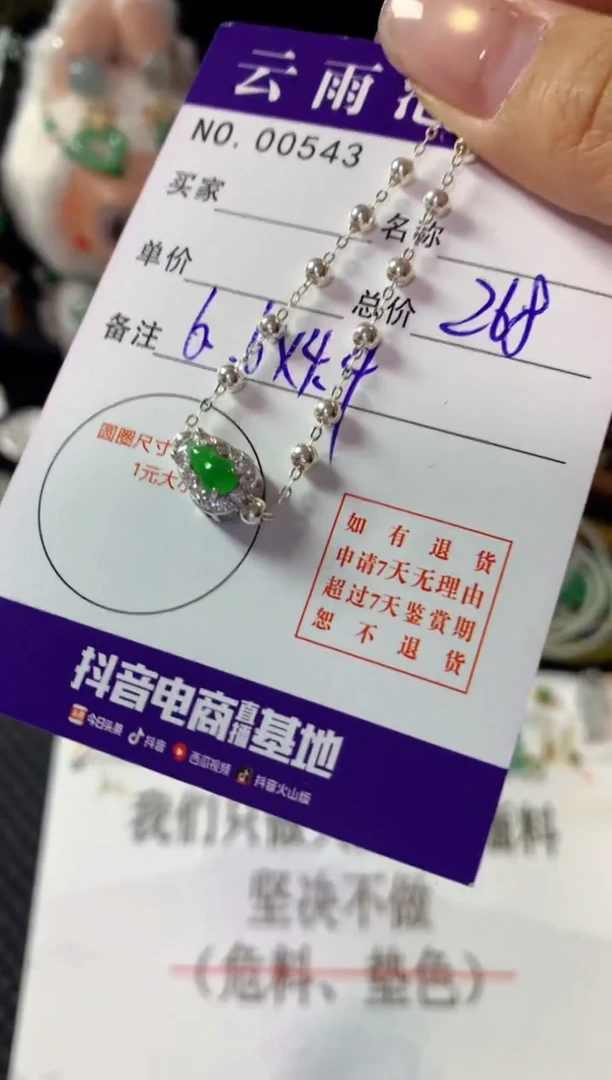 云雨
NO. 00543
买家
名称
单价
总价 268
备注 6.6x4.4
圆圈尺寸
1元大
如有退货
申请7天无理由
超过7天鉴赏期
恕不退货
抖音电商直播基地
今日头条 抖音 西瓜视频 抖音火山版
我们只做
料
坚决不做
(危料、垫色)